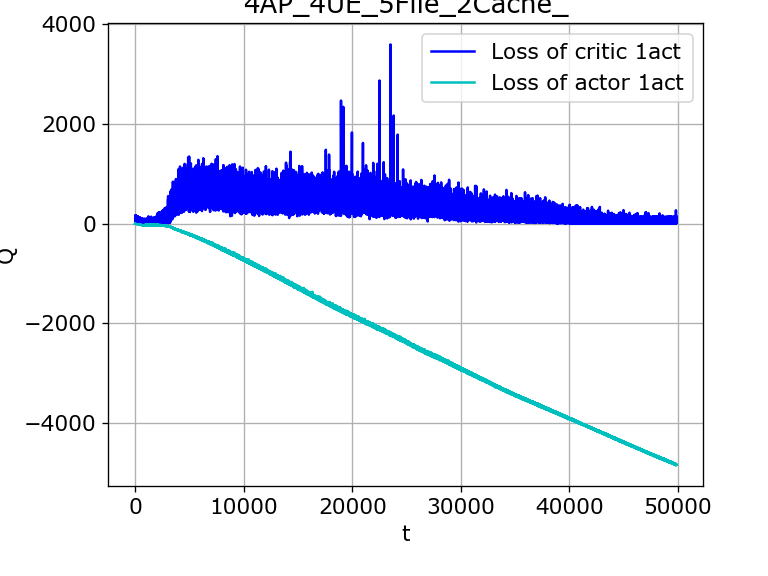 4AP_4UE_5File_2Cache_
Loss of critic 1act
Loss of actor 1act
4000
2000
0
−2000
−4000
Q
0 10000 20000 30000 40000 50000
t